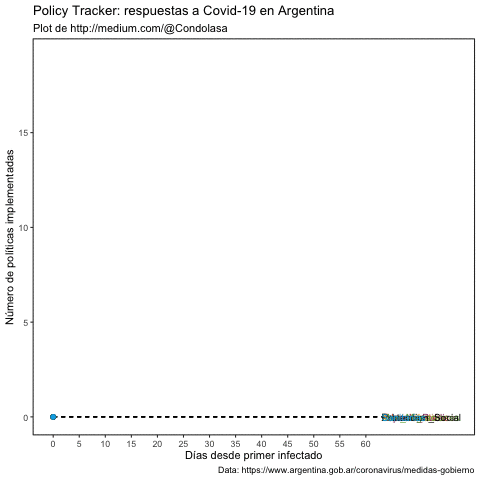 Policy Tracker: respuestas a Covid-19 en Argentina
Plot de http://medium.com/@Condolasa
Número de políticas implementadas
15
10
5
0
0 5 10 15 20 25 30 35 40 45 50 55 60
Días desde primer infectado
Data: https://www.argentina.gob.ar/coronavirus/medidas-gobierno